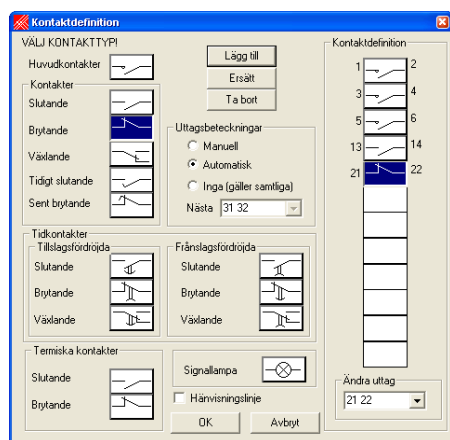 Kontaktdefinition
VÄLJ KONTAKTTYP!
Huvudkontakter
Kontakter
Slutande
Brytande
Växlande
Tidigt slutande
Sent brytande
Lägg till
Ersätt
Ta bort
Uttagsbeteckningar
Manuell
Automatisk
Inga (gäller samtliga)
Nästa 31 32
Tidkontakter
Tillslagsfördröjda
Slutande
Brytande
Växlande
Frånslagsfördröjda
Slutande
Brytande
Växlande
Termiska kontakter
Slutande
Brytande
Signallampa
Hänvisningslinje
OK Avbryt
Kontaktdefinition
1 2
3 4
5 6
13 14
21 22
Ändra uttag
21 22